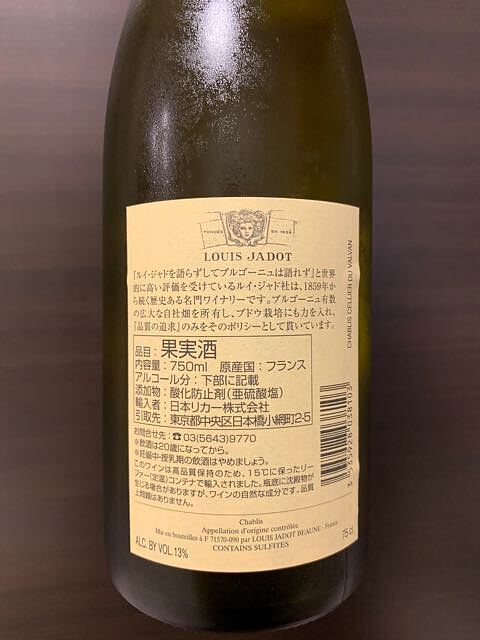 FONDÉE EN 1859
LOUIS JADOT
『ルイ・ジャドを語らずしてブルゴーニュは語れず』と世界
的に高い評価を受けているルイ・ジャド社は、1859年か
ら続く歴史ある名門ワイナリーです。ブルゴーニュ有数
の広大な自社畑を所有し、ブドウ栽培にも力を入れ、
『品質の追求』のみをそのポリシーとして貫いています。
品目：果実酒
内容量：750ml 原産国：フランス
アルコール分：下部に記載
添加物：酸化防止剤（亜硫酸塩）
輸入者：日本リカー株式会社
引取先：東京都中央区日本橋小網町2-5
お問合せ先：☎03(5643)9770
※飲酒は20歳になってから。
※妊娠中・授乳期の飲酒はやめましょう。
このワインは高品質保持のため、15℃に保ったリー
ファー(定温)コンテナで輸入されました。瓶底に沈殿物が
生じる場合がありますが、ワインの自然な成分です。品質
上問題はありません。
Chablis
Appellation d'origine contrôlée
Mis en bouteilles à F 71570-090 par LOUIS JADOT BEAUNE - France
CONTAINS SULFITES
ALC. BY VOL.13%
75 cl
CHABLIS CELLIER DU VALVAN